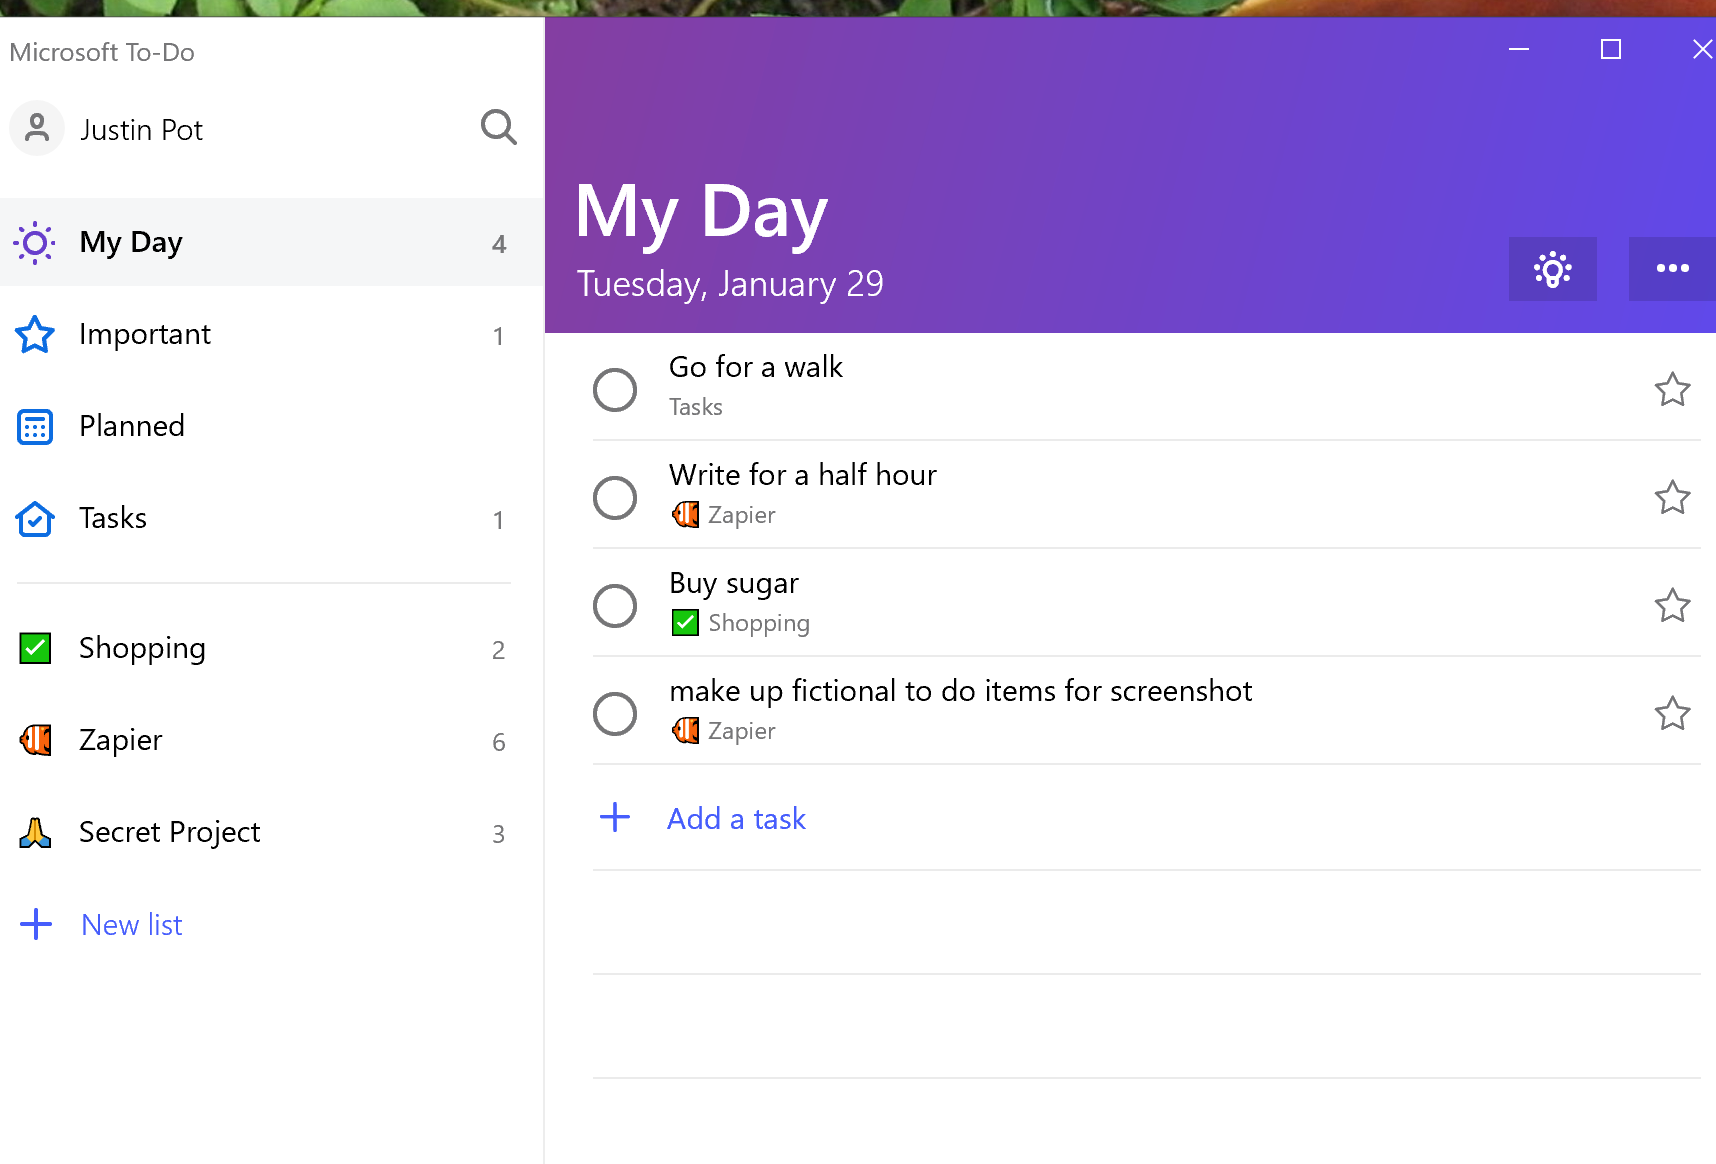 Microsoft To-Do
Justin Pot
My Day 4
Important 1
Planned
Tasks 1
Shopping 2
Zapier 6
Secret Project 3
New list
My Day
Tuesday, January 29
Go for a walk
Tasks
Write for a half hour
Zapier
Buy sugar
Shopping
make up fictional to do items for screenshot
Zapier
Add a task